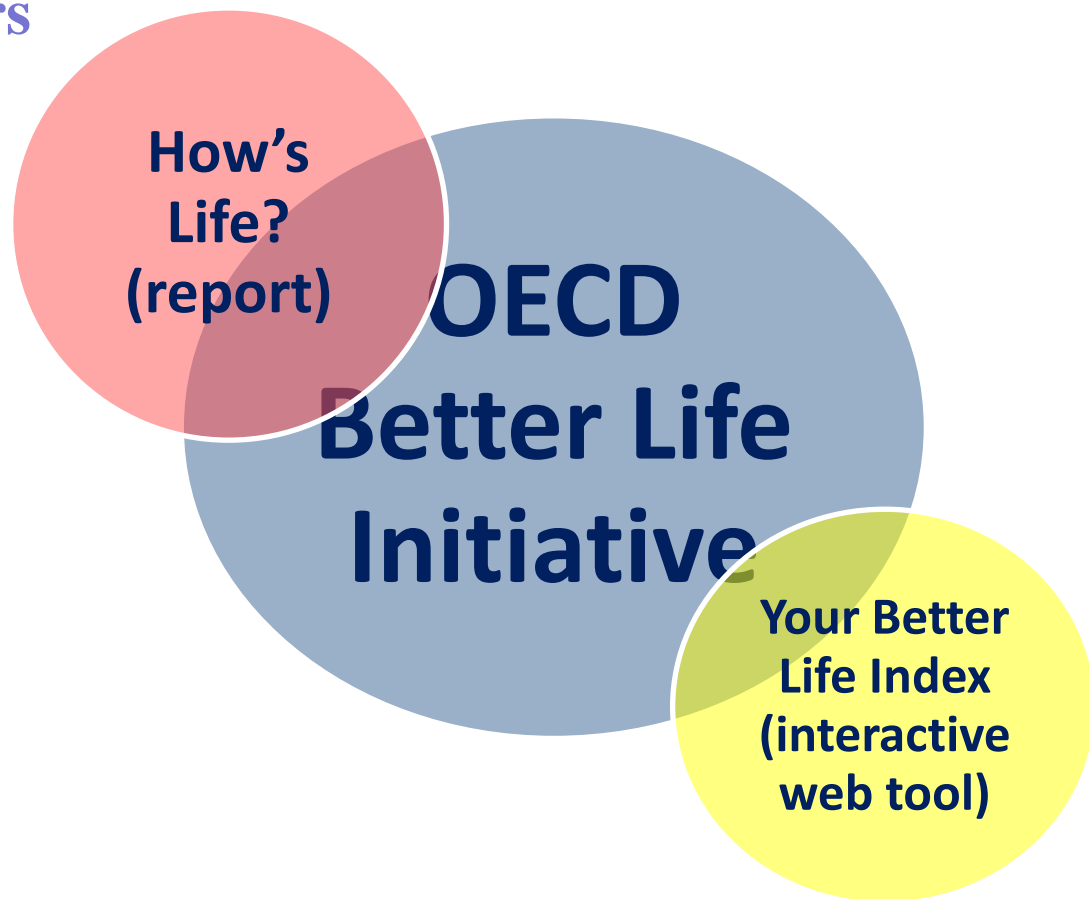 How’s
Life?
(report)
OECD
Better Life
Initiative
Your Better
Life Index
(interactive
web tool)